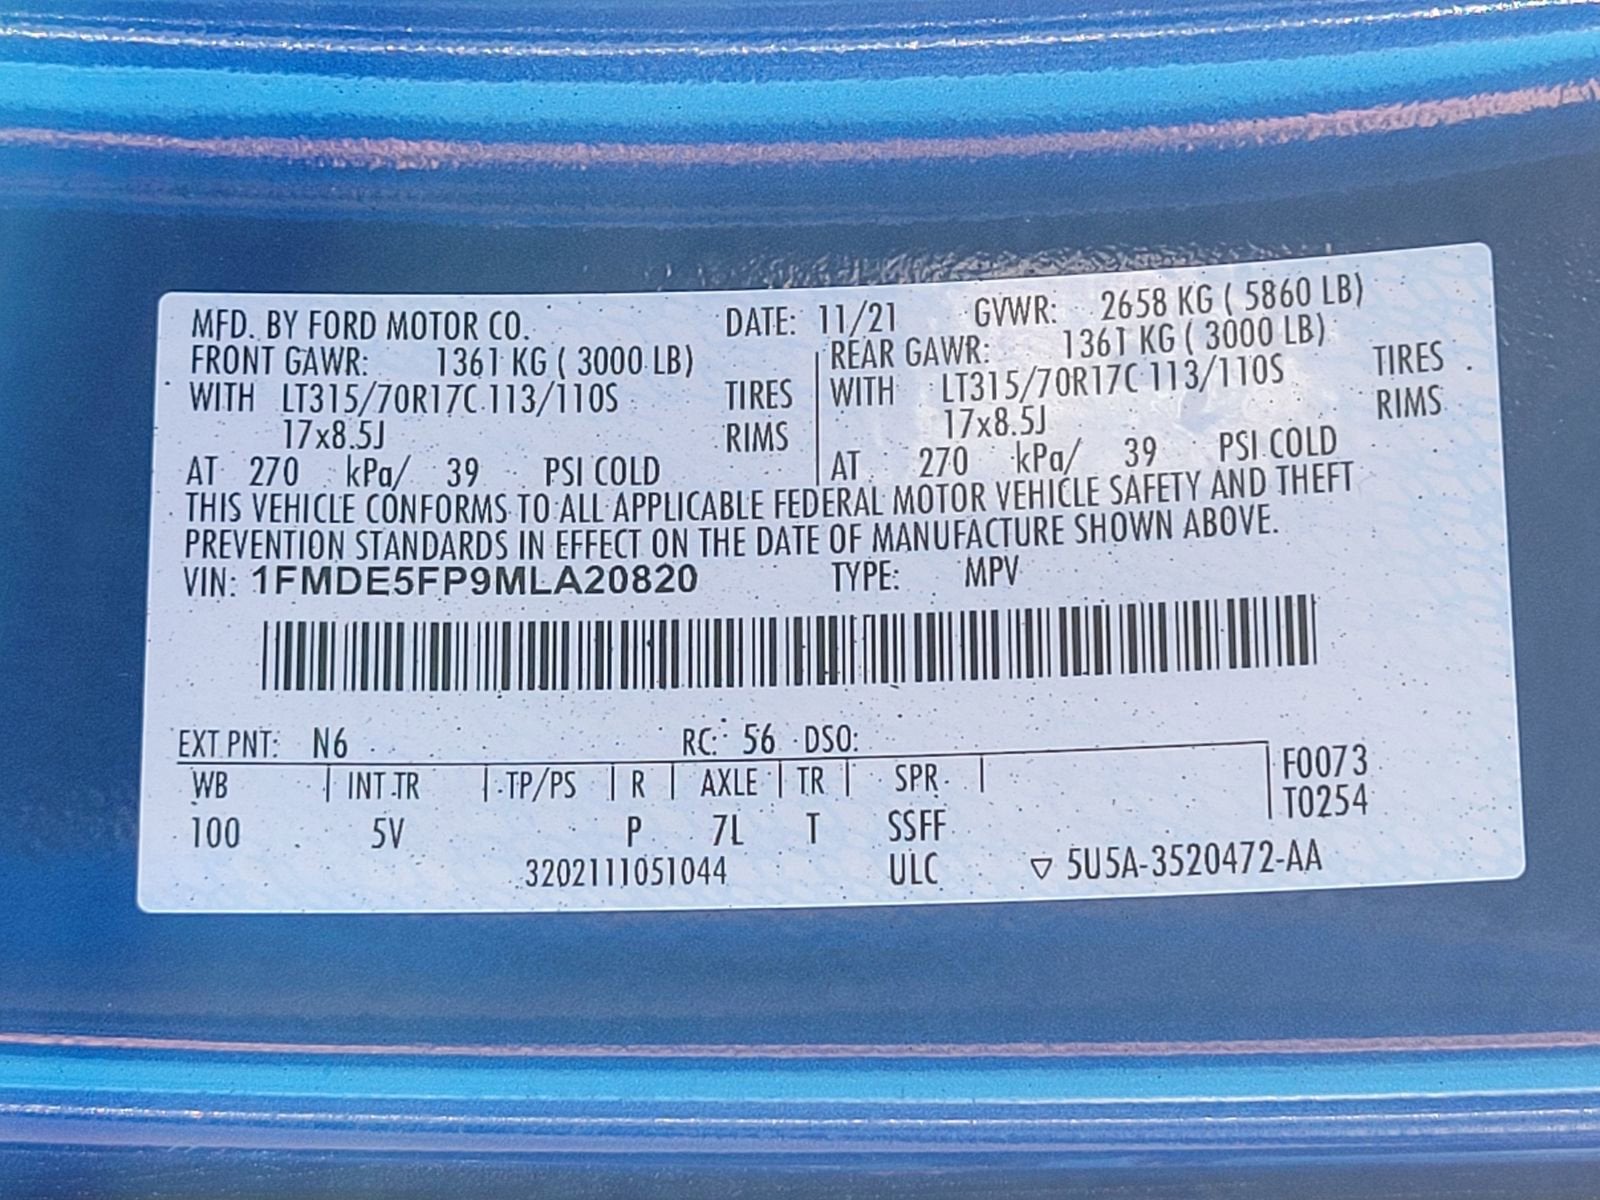 MFD. BY FORD MOTOR CO. DATE: 11/21 GVWR: 2658 KG ( 5860 LB)
FRONT GAWR: 1361 KG ( 3000 LB) REAR GAWR: 1361 KG ( 3000 LB)
WITH LT315/70R17C 113/110S TIRES WITH LT315/70R17C 113/110S TIRES
17x8.5J RIMS 17x8.5J RIMS
AT 270 kPa/ 39 PSI COLD AT 270 kPa/ 39 PSI COLD
THIS VEHICLE CONFORMS TO ALL APPLICABLE FEDERAL MOTOR VEHICLE SAFETY AND THEFT
PREVENTION STANDARDS IN EFFECT ON THE DATE OF MANUFACTURE SHOWN ABOVE.
VIN: 1FMDE5FP9MLA20820 TYPE: MPV
EXT PNT: N6 RC: 56 DSO:
WB INT TR TP/PS R AXLE TR SPR F0073
T0254
100 5V P 7L T SSFF
3202111051044 ULC ▽ 5U5A-3520472-AA